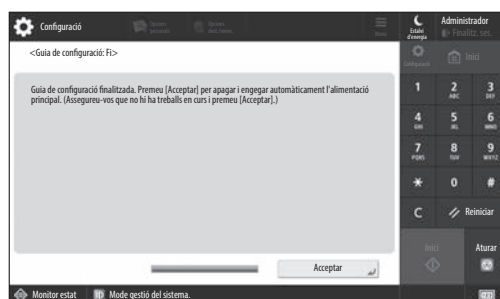 Configuració
Menú
Estalvi d'energia
Administrador
Finalitz. ses.
<Guia de configuració: Fi>
Configuració
Inici
Guia de configuració finalitzada. Premeu [Acceptar] per apagar i engegar automàticament l'alimentació
principal. (Assegureu-vos que no hi ha treballs en curs i premeu [Acceptar].)
1
2
ABC
3
DEF
4
GHI
5
JKL
6
MNO
7
PQRS
8
TUV
9
WXYZ
*
0
#
C
Reiniciar
Inici
Aturar
Acceptar
Monitor estat
ID
Mode gestió del sistema.